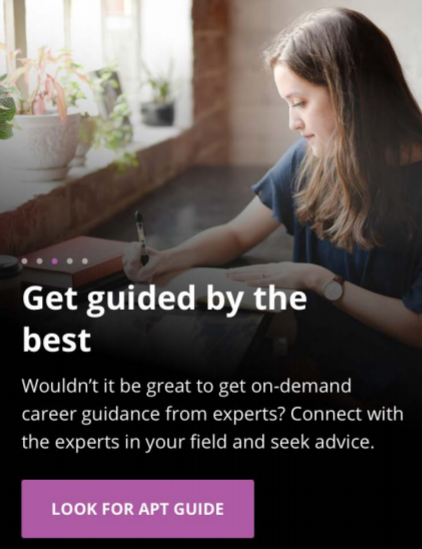 Get guided by the
best
Wouldn't it be great to get on-demand
career guidance from experts? Connect with
the experts in your field and seek advice.
LOOK FOR APT GUIDE